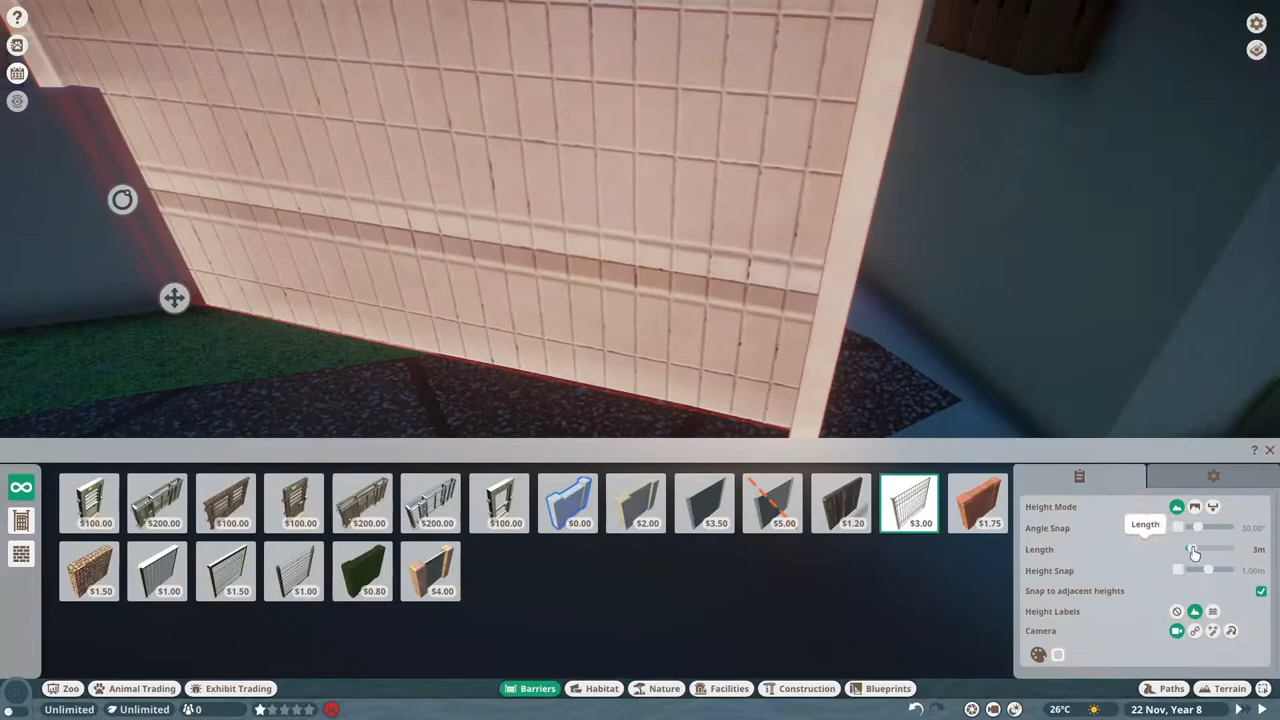 ?
? ×
$100.00 $200.00 $100.00 $100.00 $200.00 $200.00 $100.00 $0.00 $2.00 $3.50 $5.00 $1.20 $3.00 $1.75
$1.50 $1.00 $1.50 $1.00 $0.80 $4.00
Height Mode
Length
Angle Snap 30.00°
Length 3m
Height Snap 1.00m
Snap to adjacent heights
Height Labels
Camera
Zoo Animal Trading Exhibit Trading Barriers Habitat Nature Facilities Construction Blueprints Paths Terrain
Unlimited Unlimited 0 26°C 22 Nov, Year 8